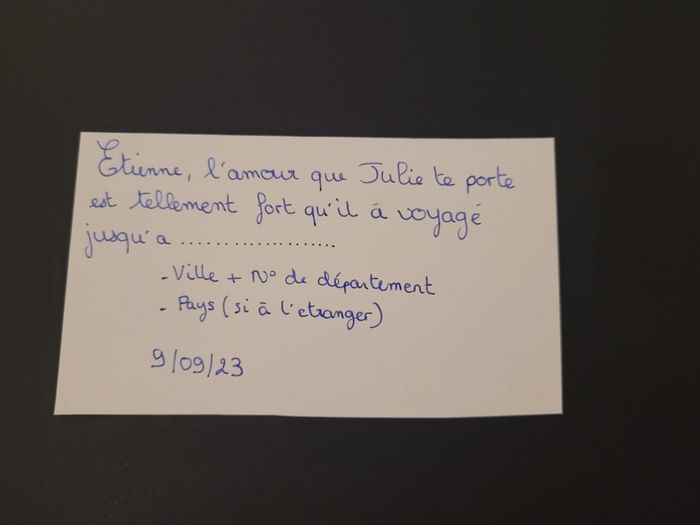 Etienne, l'amour que Julie te porte
est tellement fort qu'il à voyagé
jusqu'a .....................
- Ville + N° de département
- Pays (si à l'etranger)
9/09/23